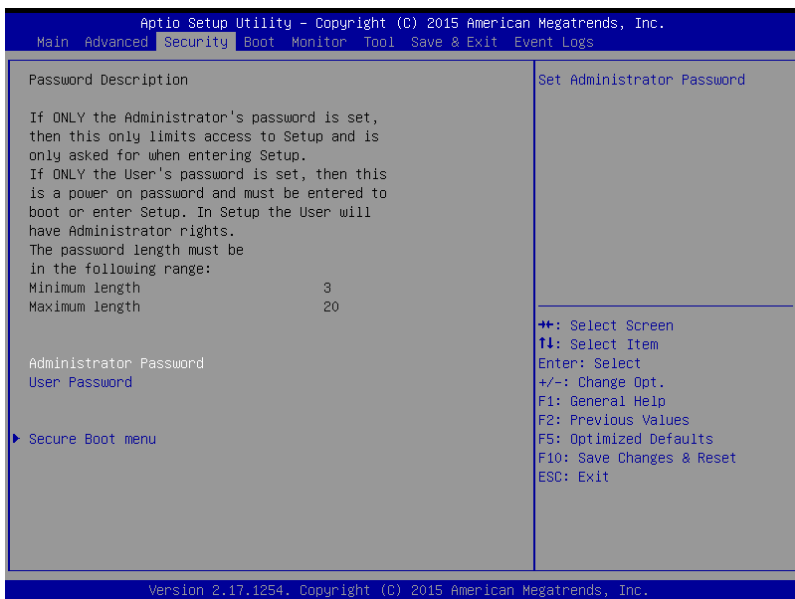 Aptio Setup Utility – Copyright (C) 2015 American Megatrends, Inc.
Main Advanced Security Boot Monitor Tool Save & Exit Event Logs
Password Description
If ONLY the Administrator's password is set,
then this only limits access to Setup and is
only asked for when entering Setup.
If ONLY the User's password is set, then this
is a power on password and must be entered to
boot or enter Setup. In Setup the User will
have Administrator rights.
The password length must be
in the following range:
Minimum length 3
Maximum length 20
Administrator Password
User Password
Secure Boot menu
Set Administrator Password
→←: Select Screen
↑↓: Select Item
Enter: Select
+/-: Change Opt.
F1: General Help
F2: Previous Values
F5: Optimized Defaults
F10: Save Changes & Reset
ESC: Exit
Version 2.17.1254. Copyright (C) 2015 American Megatrends, Inc.